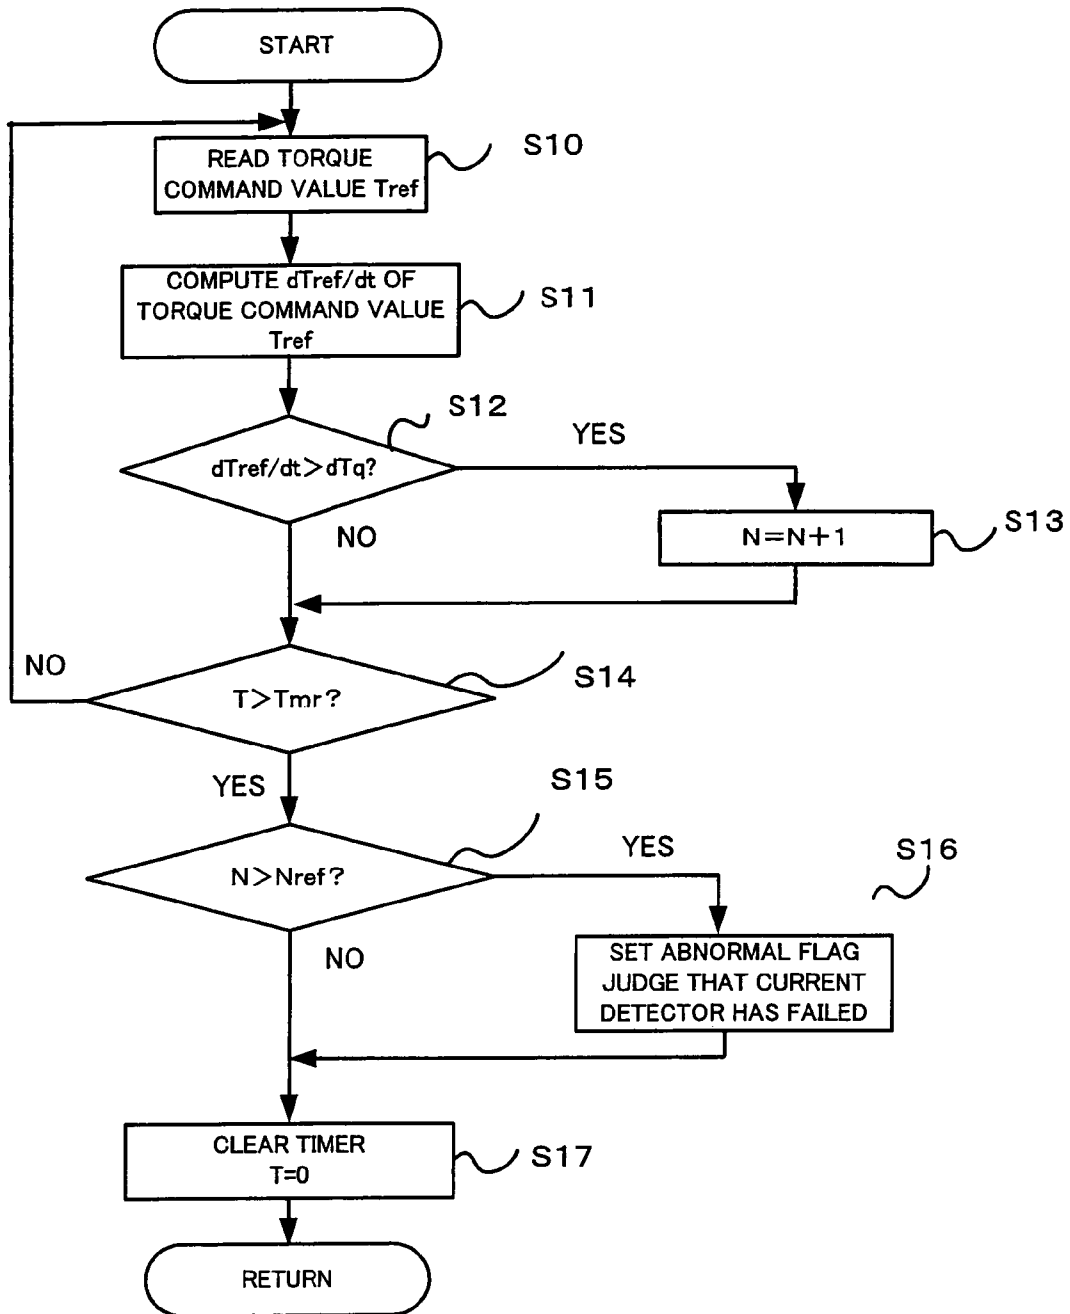 START
READ TORQUE
COMMAND VALUE Tref
S10
COMPUTE dTref/dt OF
TORQUE COMMAND VALUE
Tref
S11
S12
dTref/dt>dTq?
YES
NO
N=N+1
S13
NO
T>Tmr?
S14
YES
S15
N>Nref?
YES
S16
NO
SET ABNORMAL FLAG
JUDGE THAT CURRENT
DETECTOR HAS FAILED
CLEAR TIMER
T=0
S17
RETURN